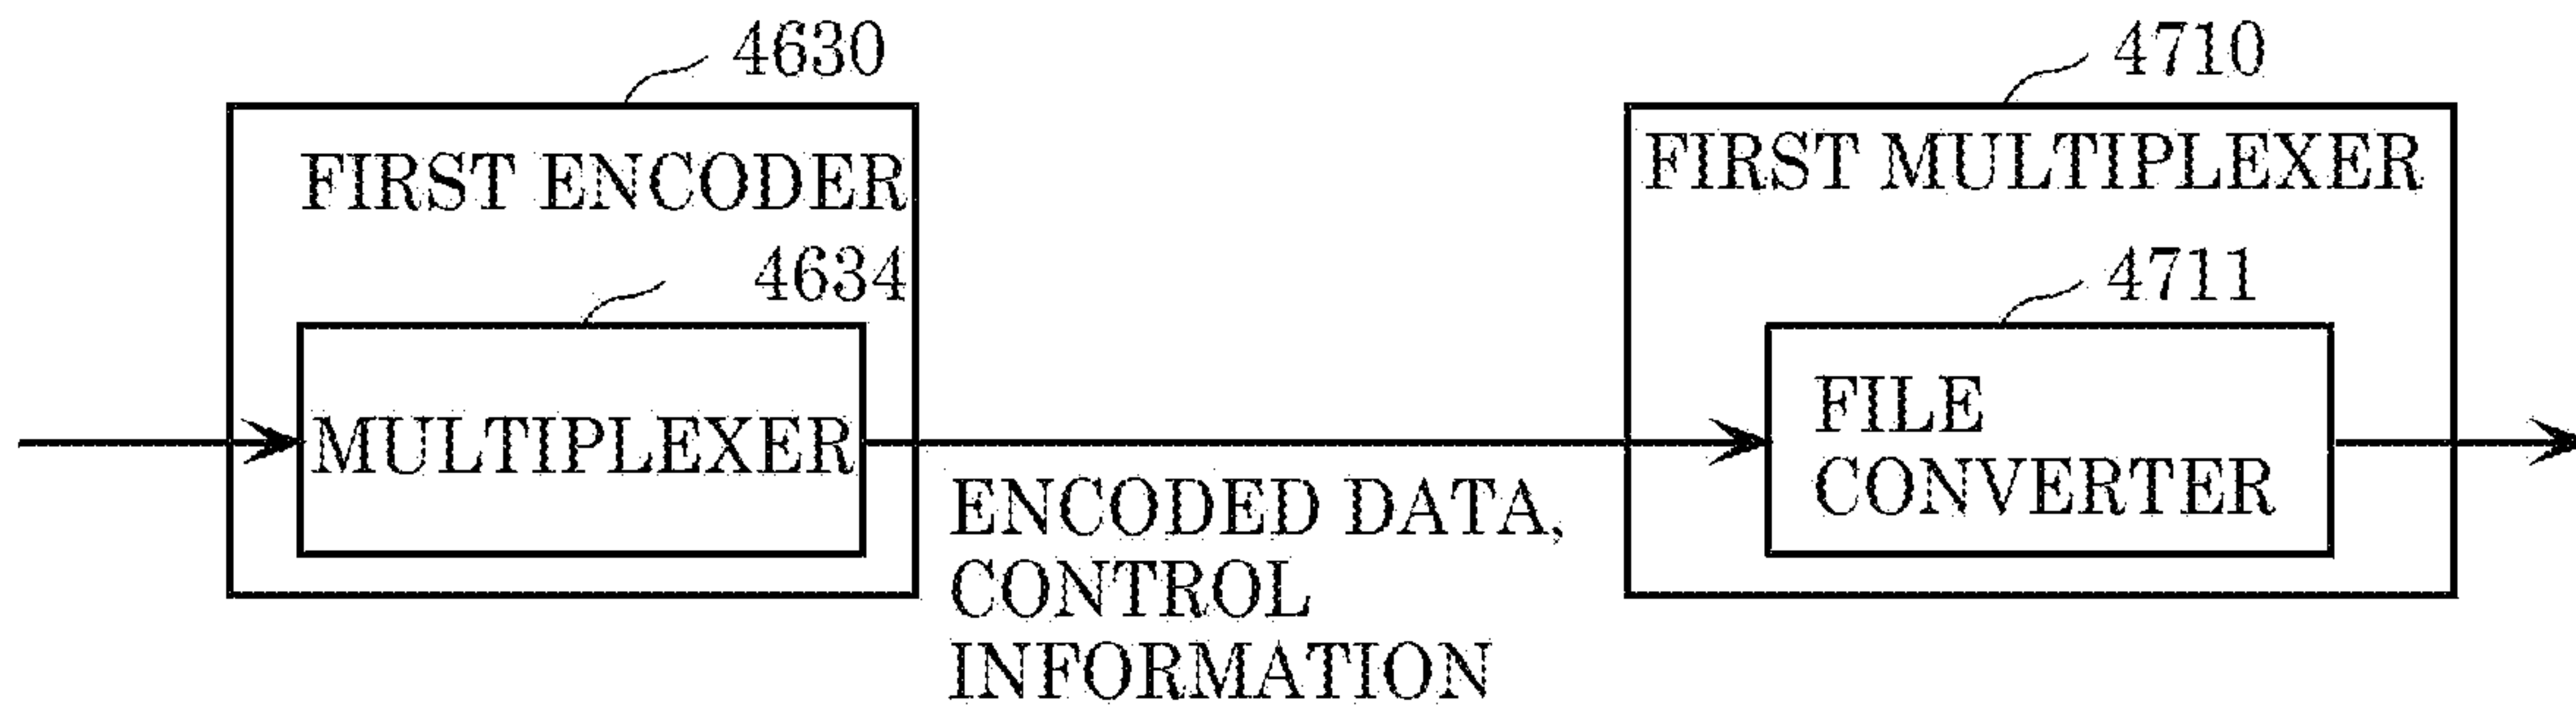 4630
FIRST ENCODER
4634
MULTIPLEXER
ENCODED DATA,
CONTROL
INFORMATION
4710
FIRST MULTIPLEXER
4711
FILE
CONVERTER